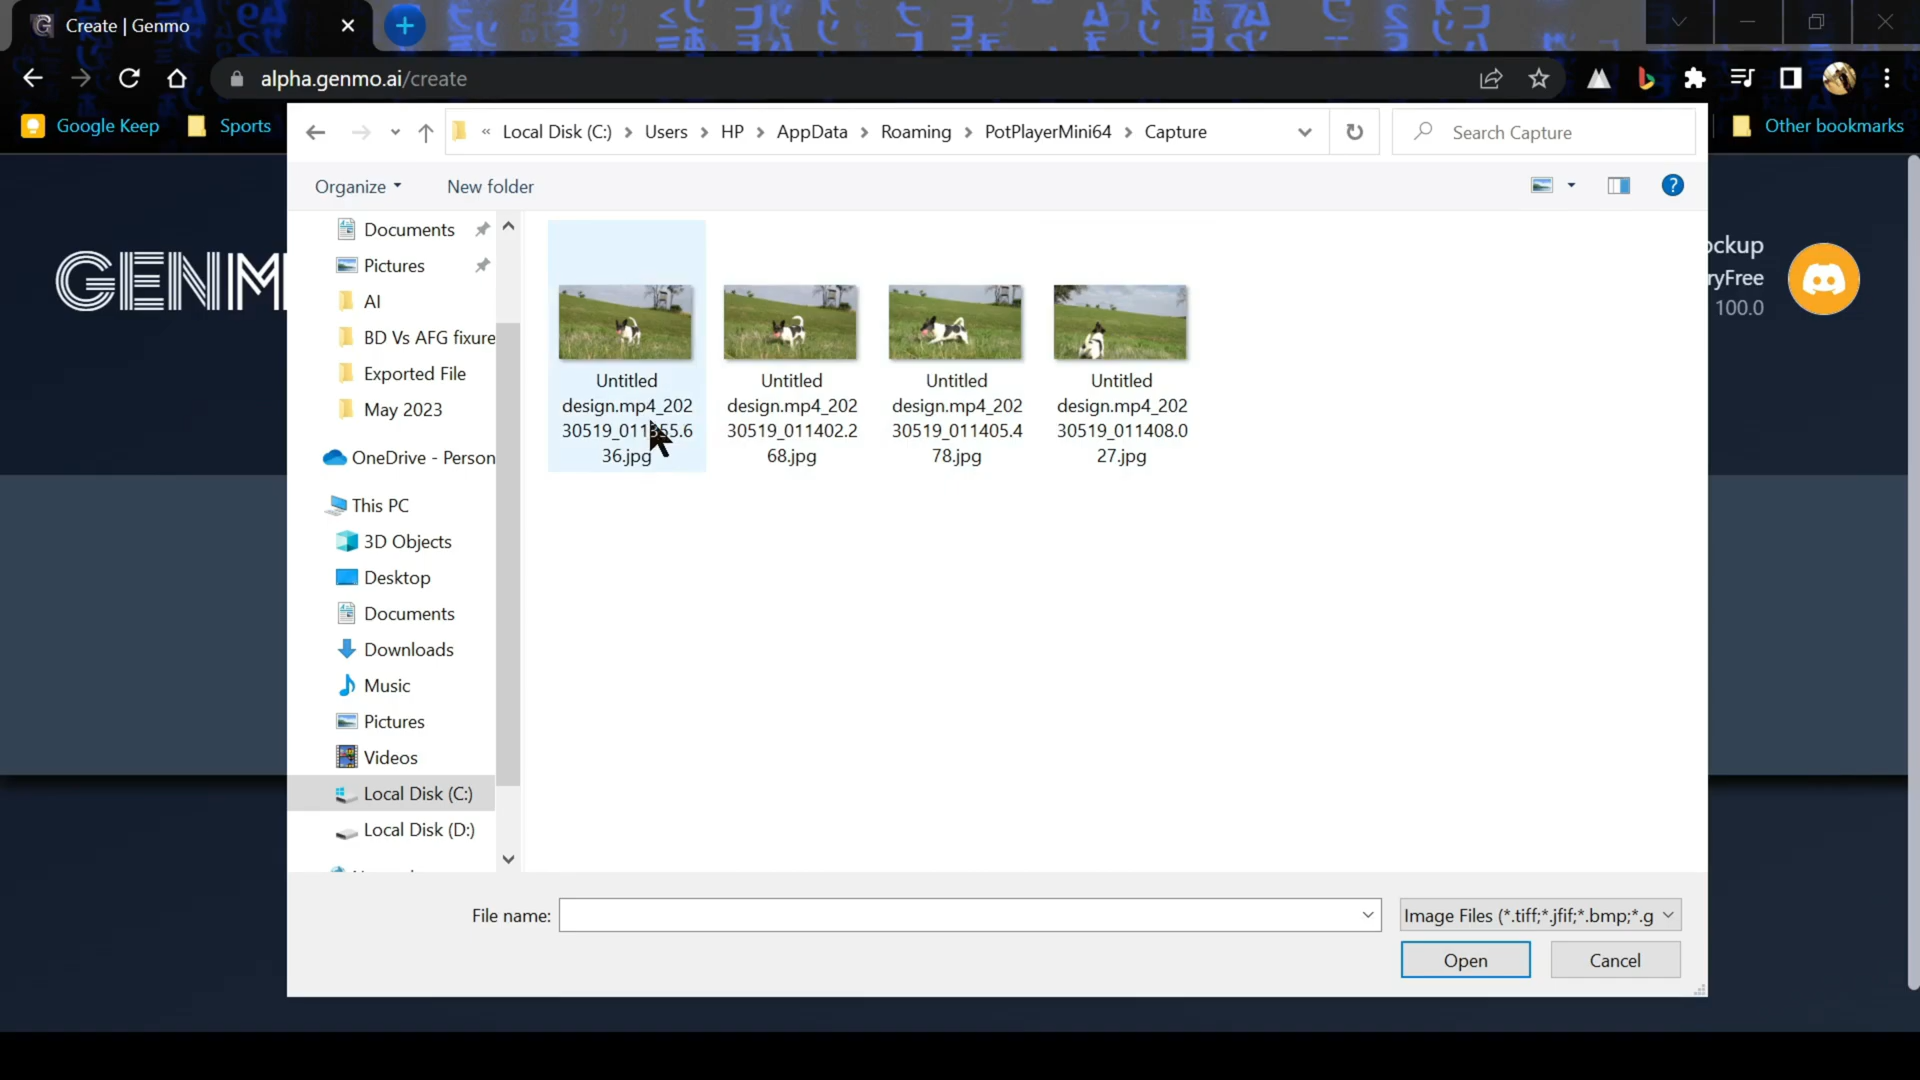 Create | Genmo
alpha.genmo.ai/create
Google Keep
Sports
Other bookmarks
« Local Disk (C:) > Users > HP > AppData > Roaming > PotPlayerMini64 > Capture
Search Capture
Organize
New folder
GENM
ockup
ryFree
100.0
Documents
Pictures
AI
BD Vs AFG fixure
Exported File
May 2023
OneDrive - Person
This PC
3D Objects
Desktop
Documents
Downloads
Music
Pictures
Videos
Local Disk (C:)
Local Disk (D:)
Untitled
design.mp4_202
30519_011355.6
36.jpg
Untitled
design.mp4_202
30519_011402.2
68.jpg
Untitled
design.mp4_202
30519_011405.4
78.jpg
Untitled
design.mp4_202
30519_011408.0
27.jpg
File name:
Image Files (*.tiff;*.jfif;*.bmp;*.g
Open
Cancel